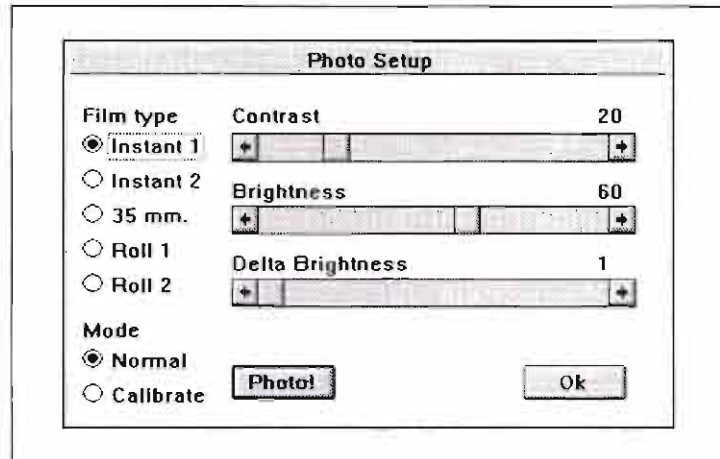 Photo Setup
Film type
Instant 1
Instant 2
35 mm.
Roll 1
Roll 2
Mode
Normal
Calibrate
Contrast 20
Brightness 60
Delta Brightness 1
Photo!
Ok